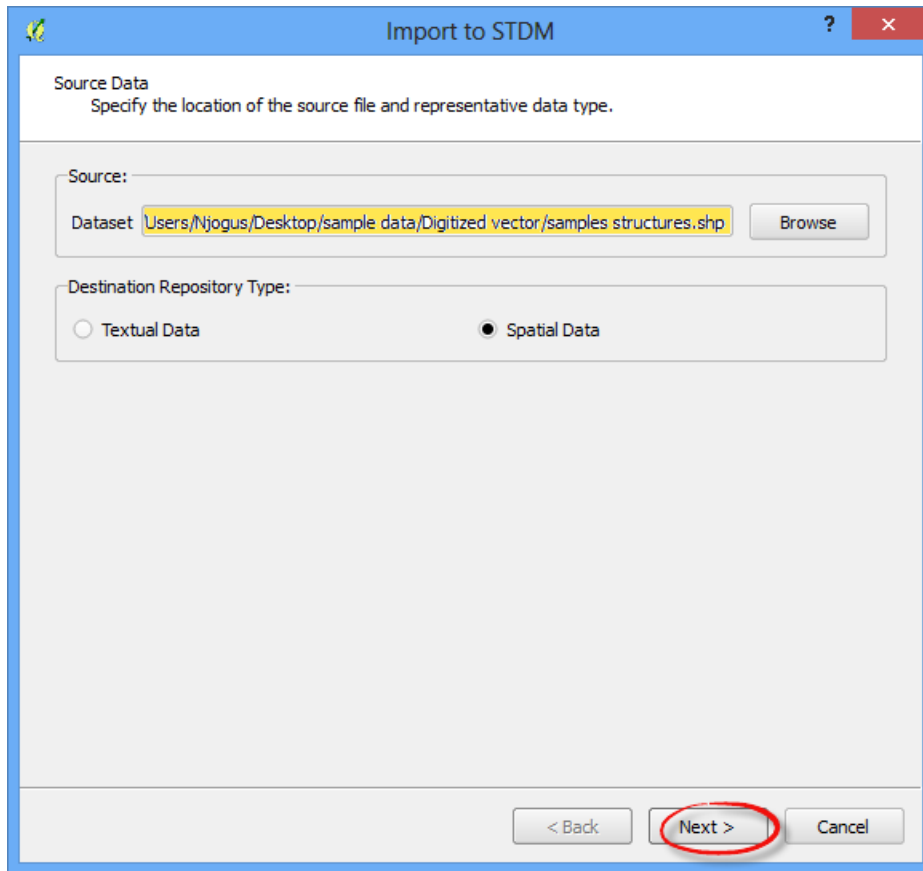 Import to STDM
?
Source Data
Specify the location of the source file and representative data type.
Source:
Dataset Users/Njogus/Desktop/sample data/Digitized vector/samples structures.shp Browse
Destination Repository Type:
Textual Data Spatial Data
< Back Next > Cancel